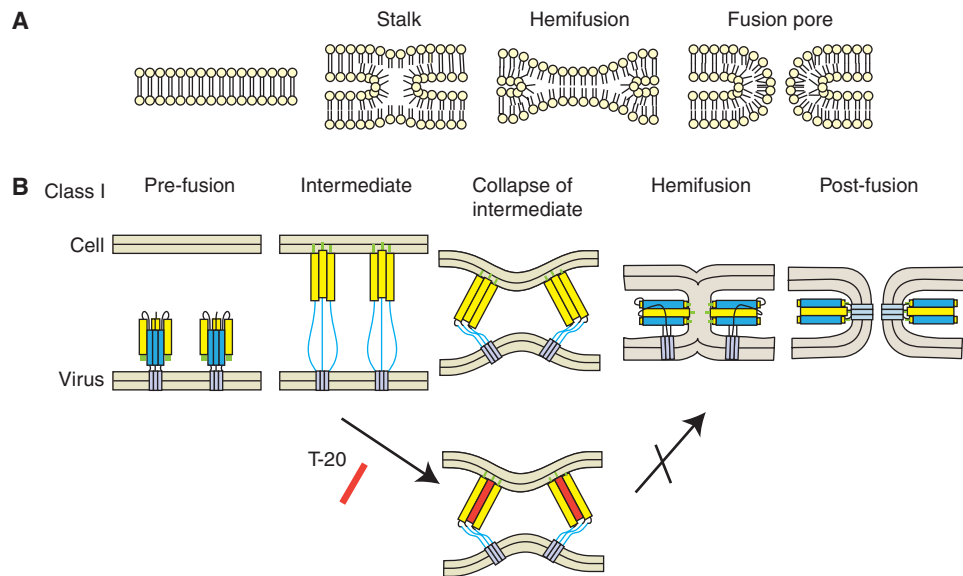 A
Stalk
Hemifusion
Fusion pore
B
Class I
Pre-fusion
Intermediate
Collapse of
intermediate
Hemifusion
Post-fusion
Cell
Virus
T-20